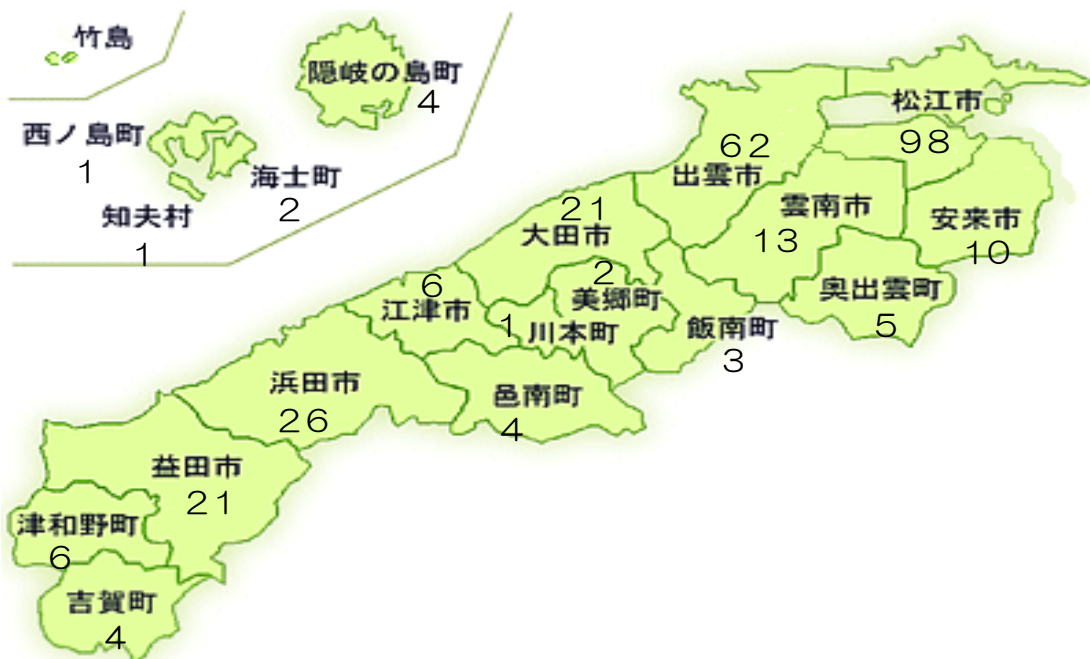 竹島
隠岐の島町
4
西ノ島町
1
海士町
2
知夫村
1
松江市
98
62
出雲市
雲南市
13
安来市
10
21
大田市
奥出雲町
5
2
美郷町
6
江津市
1
川本町
飯南町
3
浜田市
26
邑南町
4
益田市
21
津和野町
6
吉賀町
4